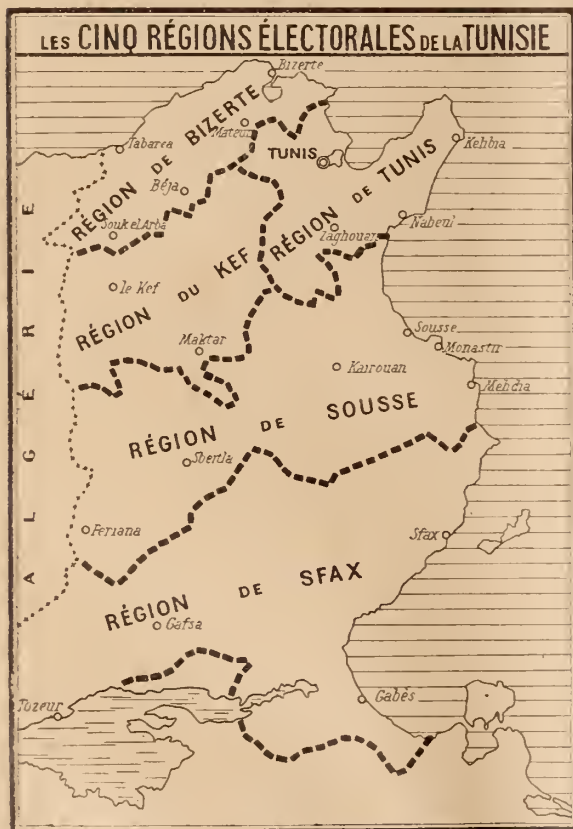 LES CINQ RÉGIONS ÉLECTORALES DE LA TUNISIE
Bizerte
RÉGION DE BIZERTE
Mateur
Tabarca
Béja
Souk el Arba
TUNIS
RÉGION DE TUNIS
Kehbia
Nabeul
Zaghouan
le Kef
RÉGION DU KEF
Maktar
Sousse
Monastir
Kairouan
Mehdia
RÉGION DE SOUSSE
Sbeitla
Feriana
Sfax
RÉGION DE SFAX
Gafsa
Tozeur
Gabès
ALGÉRIE